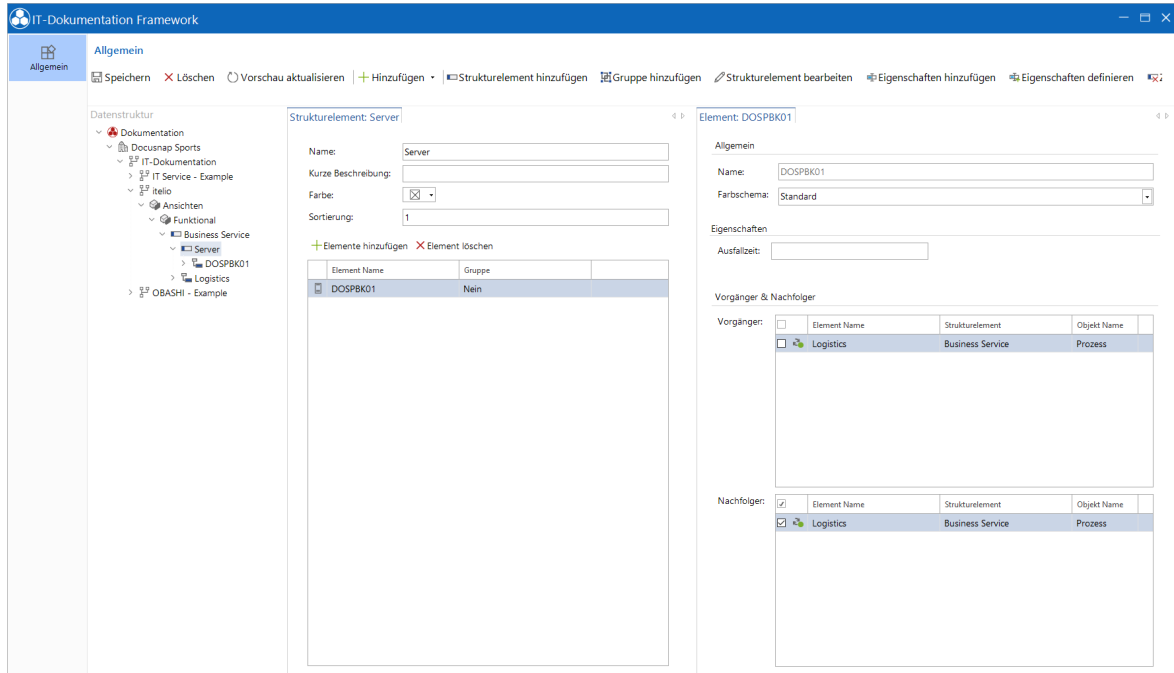 IT-Dokumentation Framework
Allgemein
Allgemein
Speichern Löschen Vorschau aktualisieren Hinzufügen Strukturelement hinzufügen Gruppe hinzufügen Strukturelement bearbeiten Eigenschaften hinzufügen Eigenschaften definieren
Datenstruktur
Dokumentation
Docusnap Sports
IT-Dokumentation
IT Service - Example
itelio
Ansichten
Funktional
Business Service
Server
DOSPBK01
Logistics
OBASHI - Example
Strukturelement: Server
Name: Server
Kurze Beschreibung:
Farbe:
Sortierung: 1
Elemente hinzufügen Element löschen
Element Name Gruppe
DOSPBK01 Nein
Element: DOSPBK01
Allgemein
Name: DOSPBK01
Farbschema: Standard
Eigenschaften
Ausfallzeit:
Vorgänger & Nachfolger
Vorgänger: Element Name Strukturelement Objekt Name
Logistics Business Service Prozess
Nachfolger: Element Name Strukturelement Objekt Name
Logistics Business Service Prozess